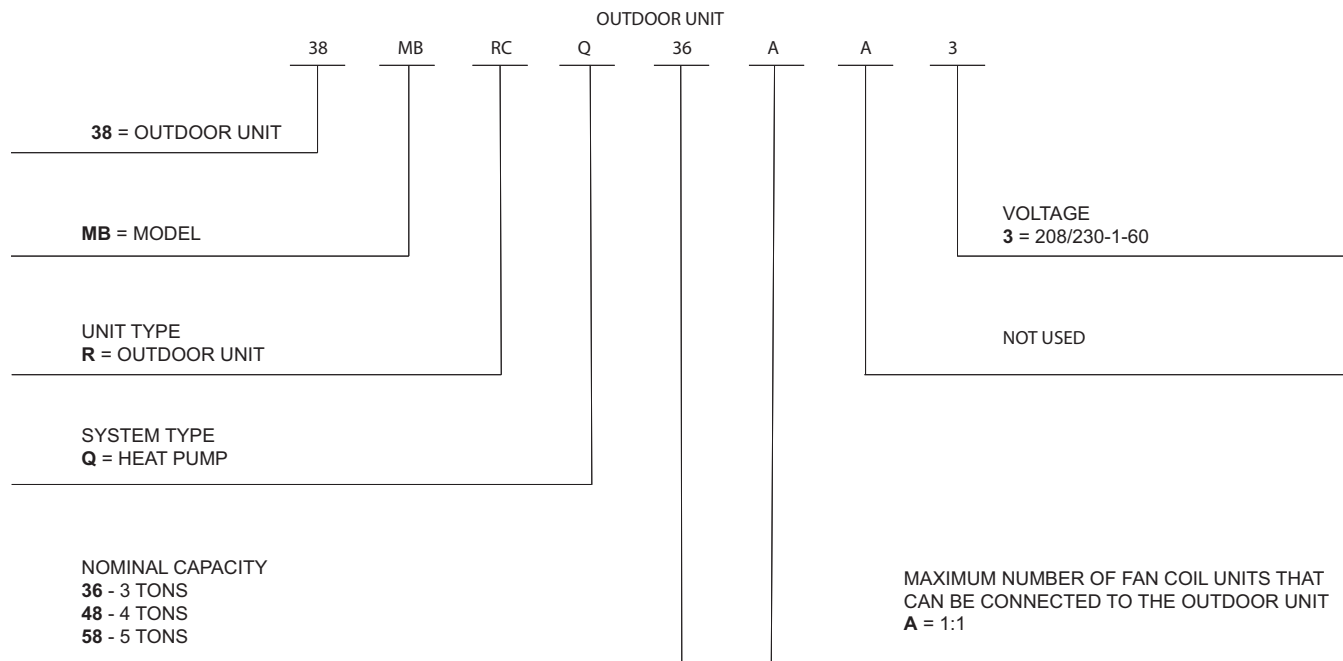 OUTDOOR UNIT
38 MB RC Q 36 A A 3
38 = OUTDOOR UNIT
MB = MODEL
VOLTAGE
3 = 208/230-1-60
UNIT TYPE
R = OUTDOOR UNIT
NOT USED
SYSTEM TYPE
Q = HEAT PUMP
NOMINAL CAPACITY
36 - 3 TONS
48 - 4 TONS
58 - 5 TONS
MAXIMUM NUMBER OF FAN COIL UNITS THAT
CAN BE CONNECTED TO THE OUTDOOR UNIT
A = 1:1